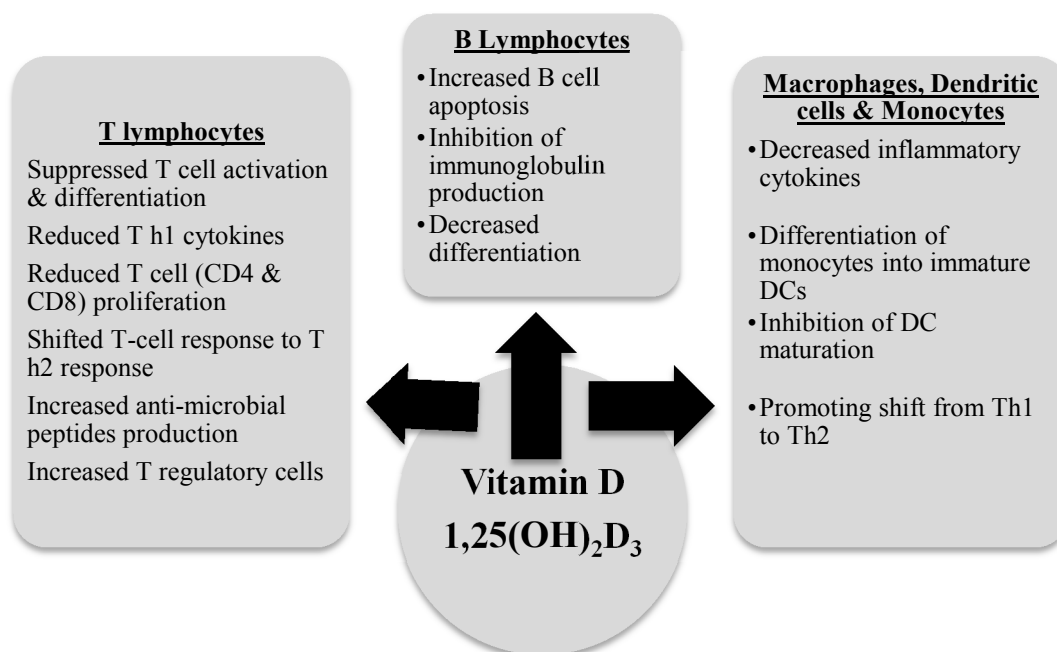 T lymphocytes
Suppressed T cell activation
& differentiation
Reduced T h1 cytokines
Reduced T cell (CD4 &
CD8) proliferation
Shifted T-cell response to T
h2 response
Increased anti-microbial
peptides production
Increased T regulatory cells
B Lymphocytes
•Increased B cell
apoptosis
•Inhibition of
immunoglobulin
production
•Decreased
differentiation
Macrophages, Dendritic
cells & Monocytes
•Decreased inflammatory
cytokines
•Differentiation of
monocytes into immature
DCs
•Inhibition of DC
maturation
•Promoting shift from Th1
to Th2
Vitamin D
1,25(OH)₂D₃